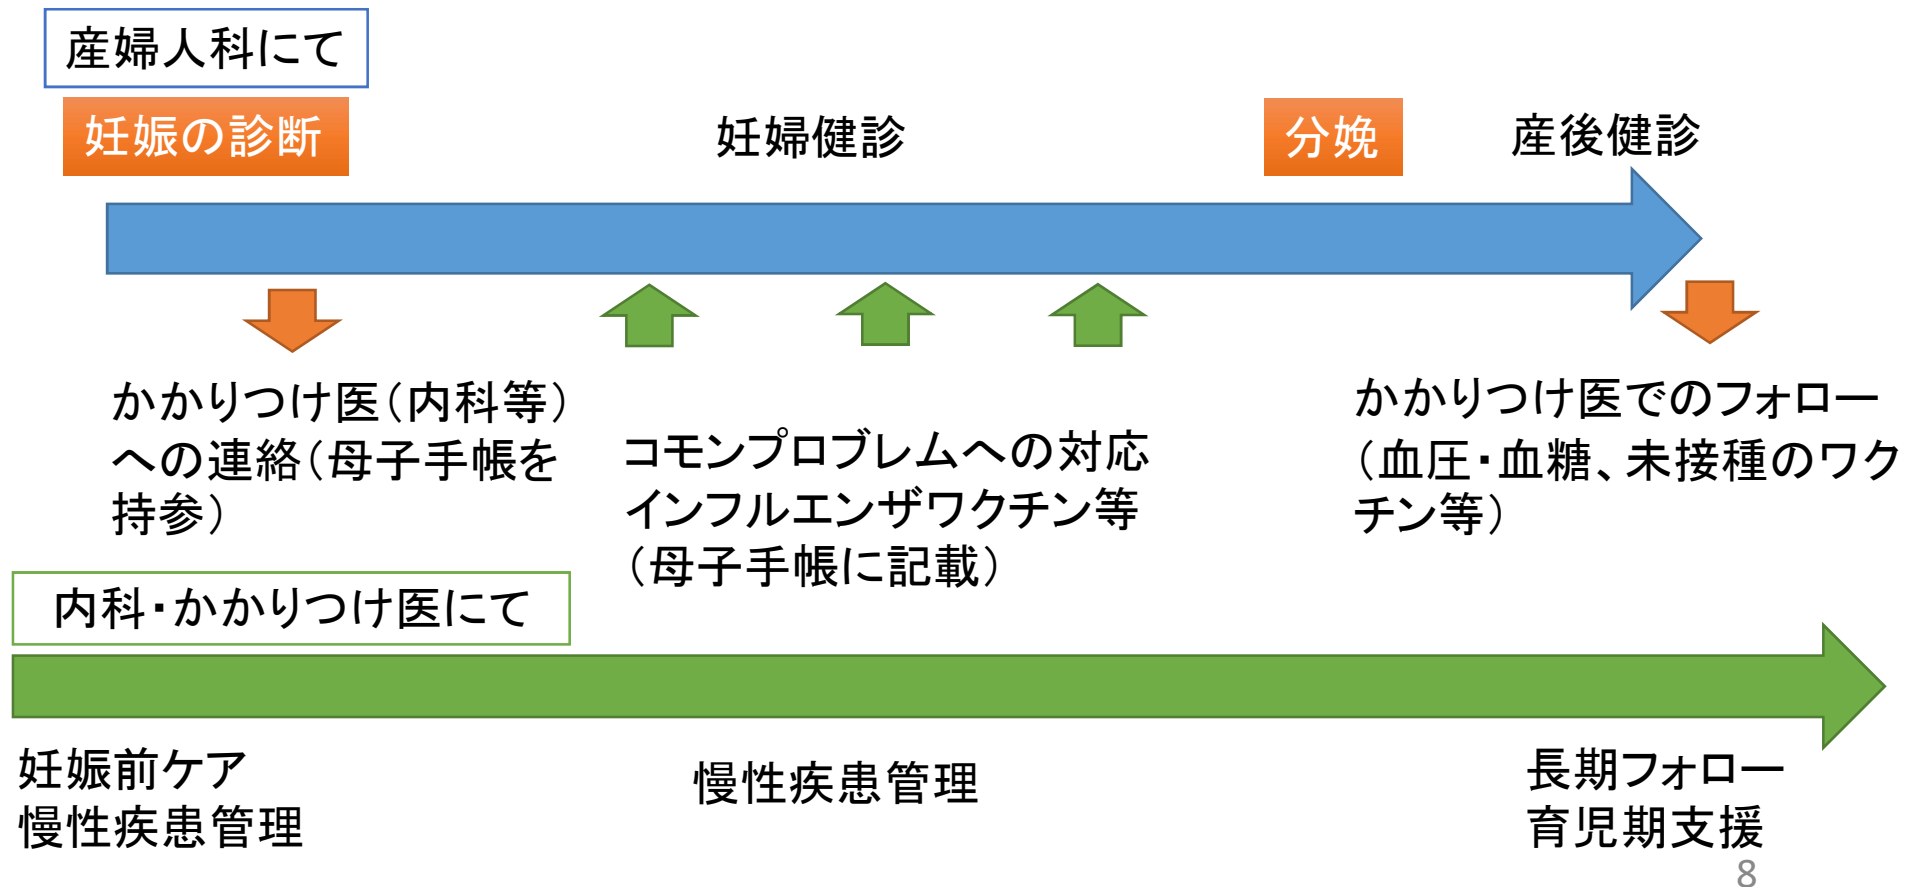 産婦人科にて
妊娠の診断
妊婦健診
分娩
産後健診
かかりつけ医（内科等）
への連絡（母子手帳を
持参）
コモンプロブレムへの対応
インフルエンザワクチン等
（母子手帳に記載）
かかりつけ医でのフォロー
（血圧・血糖、未接種のワク
チン等）
内科・かかりつけ医にて
妊娠前ケア
慢性疾患管理
慢性疾患管理
長期フォロー
育児期支援
8